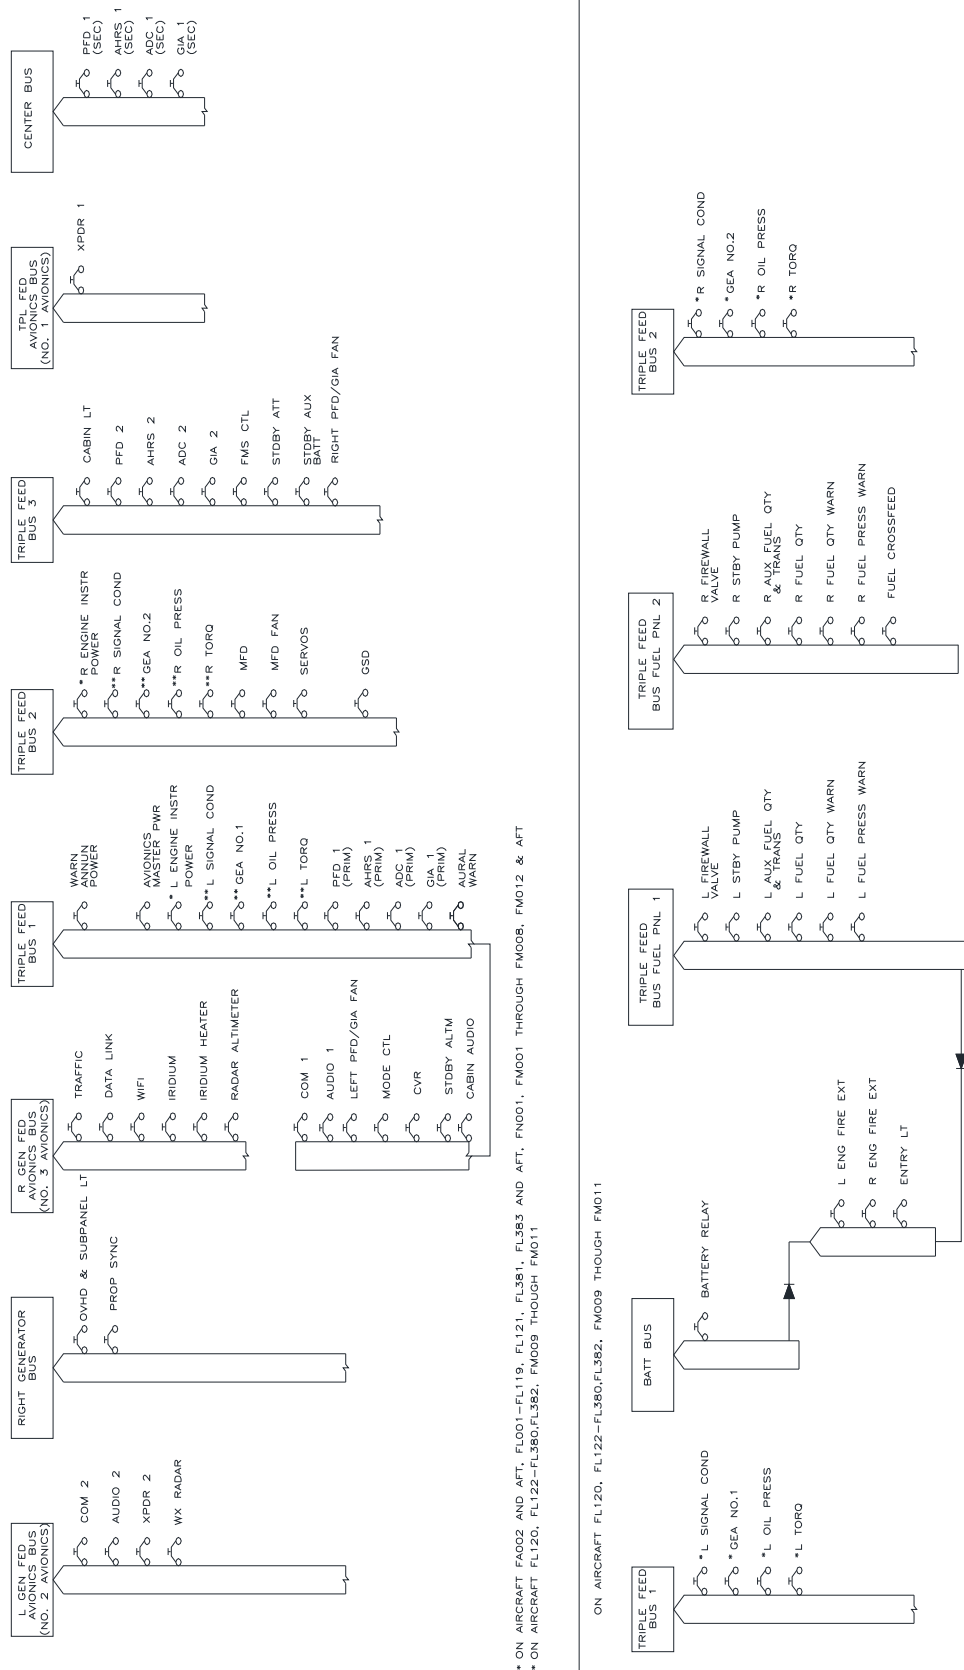 L GEN FED
AVIONICS BUS
(NO. 2 AVIONICS)
COM 2
AUDIO 2
XPDR 2
WX RADAR
RIGHT GENERATOR
BUS
OVHD & SUBPANEL LT
PROP SYNC
R GEN FED
AVIONICS BUS
(NO. 3 AVIONICS)
TRAFFIC
DATA LINK
WIFI
IRIDIUM
IRIDIUM HEATER
RADAR ALTIMETER
COM 1
AUDIO 1
LEFT PFD/GIA FAN
MODE CTL
CVR
STDBY ALTM
CABIN AUDIO
TRIPLE FEED
BUS 1
WARN
ANNUN
POWER
AVIONICS
MASTER PWR
* L ENGINE INSTR
POWER
** L SIGNAL COND
** GEA NO.1
**L OIL PRESS
**L TORQ
PFD 1
(PRIM)
AHRS 1
(PRIM)
ADC 1
(PRIM)
GIA 1
(PRIM)
AURAL
WARN
TRIPLE FEED
BUS 2
*R ENGINE INSTR
POWER
**R SIGNAL COND
**GEA NO.2
**R OIL PRESS
**R TORQ
MFD
MFD FAN
SERVOS
GSD
TRIPLE FEED
BUS 3
CABIN LT
PFD 2
AHRS 2
ADC 2
GIA 2
FMS CTL
STDBY ATT
STDBY AUX
BATT
RIGHT PFD/GIA FAN
TPL FED
AVIONICS BUS
(NO. 1 AVIONICS)
XPDR 1
CENTER BUS
PFD 1
(SEC)
AHRS 1
(SEC)
ADC 1
(SEC)
GIA 1
(SEC)
* ON AIRCRAFT FA002 AND AFT, FL001-FL119, FL121, FL381, FL383 AND AFT, FN001, FM001 THROUGH FM008, FM012 & AFT
* ON AIRCRAFT FL120, FL122-FL380,FL382, FM009 THOUGH FM011
ON AIRCRAFT FL120, FL122-FL380,FL382, FM009 THOUGH FM011
TRIPLE FEED
BUS 1
*L SIGNAL COND
* GEA NO.1
*L OIL PRESS
*L TORQ
BATT BUS
BATTERY RELAY
L ENG FIRE EXT
R ENG FIRE EXT
ENTRY LT
TRIPLE FEED
BUS FUEL PNL 1
L FIREWALL
VALVE
L STBY PUMP
L AUX FUEL QTY
& TRANS
L FUEL QTY
L FUEL QTY WARN
L FUEL PRESS WARN
TRIPLE FEED
BUS FUEL PNL 2
R FIREWALL
VALVE
R STBY PUMP
R AUX FUEL QTY
& TRANS
R FUEL QTY
R FUEL QTY WARN
R FUEL PRESS WARN
FUEL CROSSFEED
TRIPLE FEED
BUS 2
*R SIGNAL COND
*GEA NO.2
*R OIL PRESS
*R TORQ